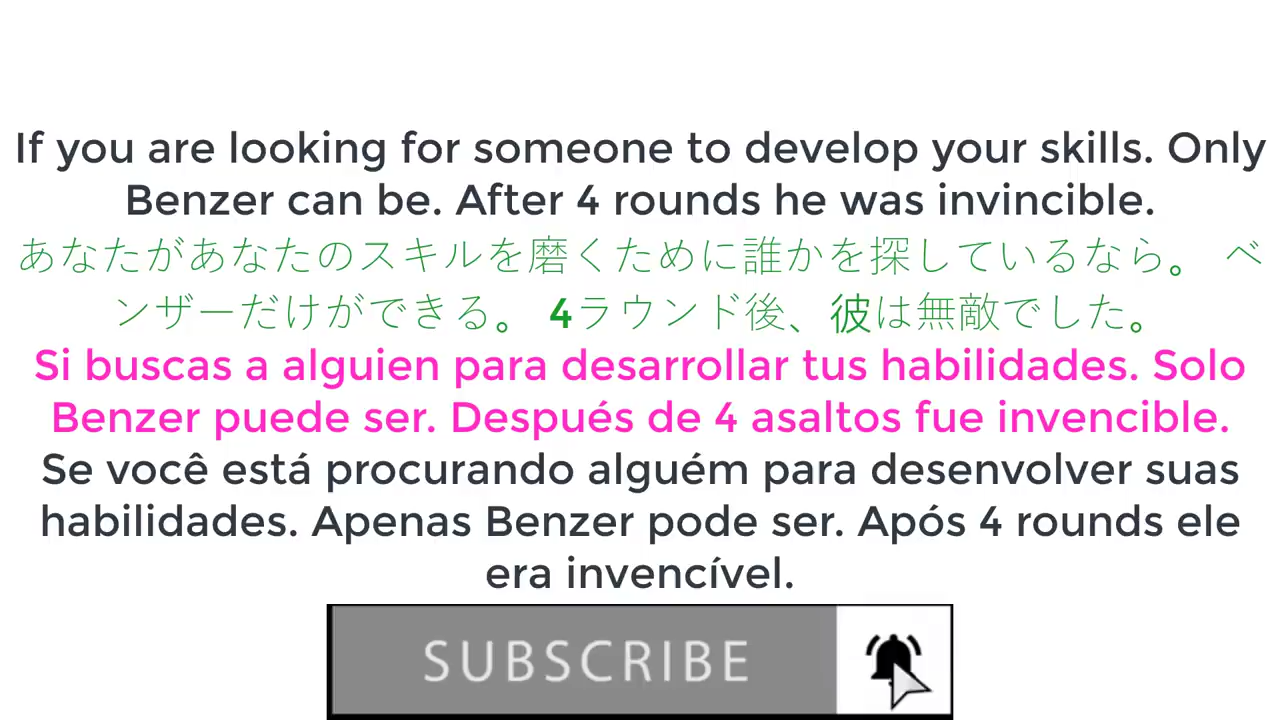 If you are looking for someone to develop your skills. Only
Benzer can be. After 4 rounds he was invincible.
あなたがあなたのスキルを磨くために誰かを探しているなら。 ベ
ンザーだけができる。 4ラウンド後、彼は無敵でした。
Si buscas a alguien para desarrollar tus habilidades. Solo
Benzer puede ser. Después de 4 asaltos fue invencible.
Se você está procurando alguém para desenvolver suas
habilidades. Apenas Benzer pode ser. Após 4 rounds ele
era invencível.
SUBSCRIBE